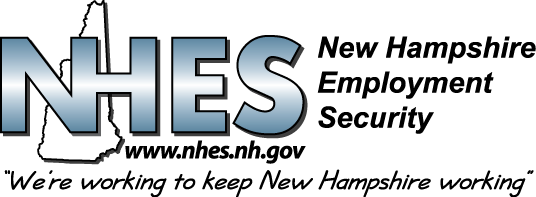 NHES
New Hampshire
Employment
Security
www.nhes.nh.gov
“We're working to keep New Hampshire working”